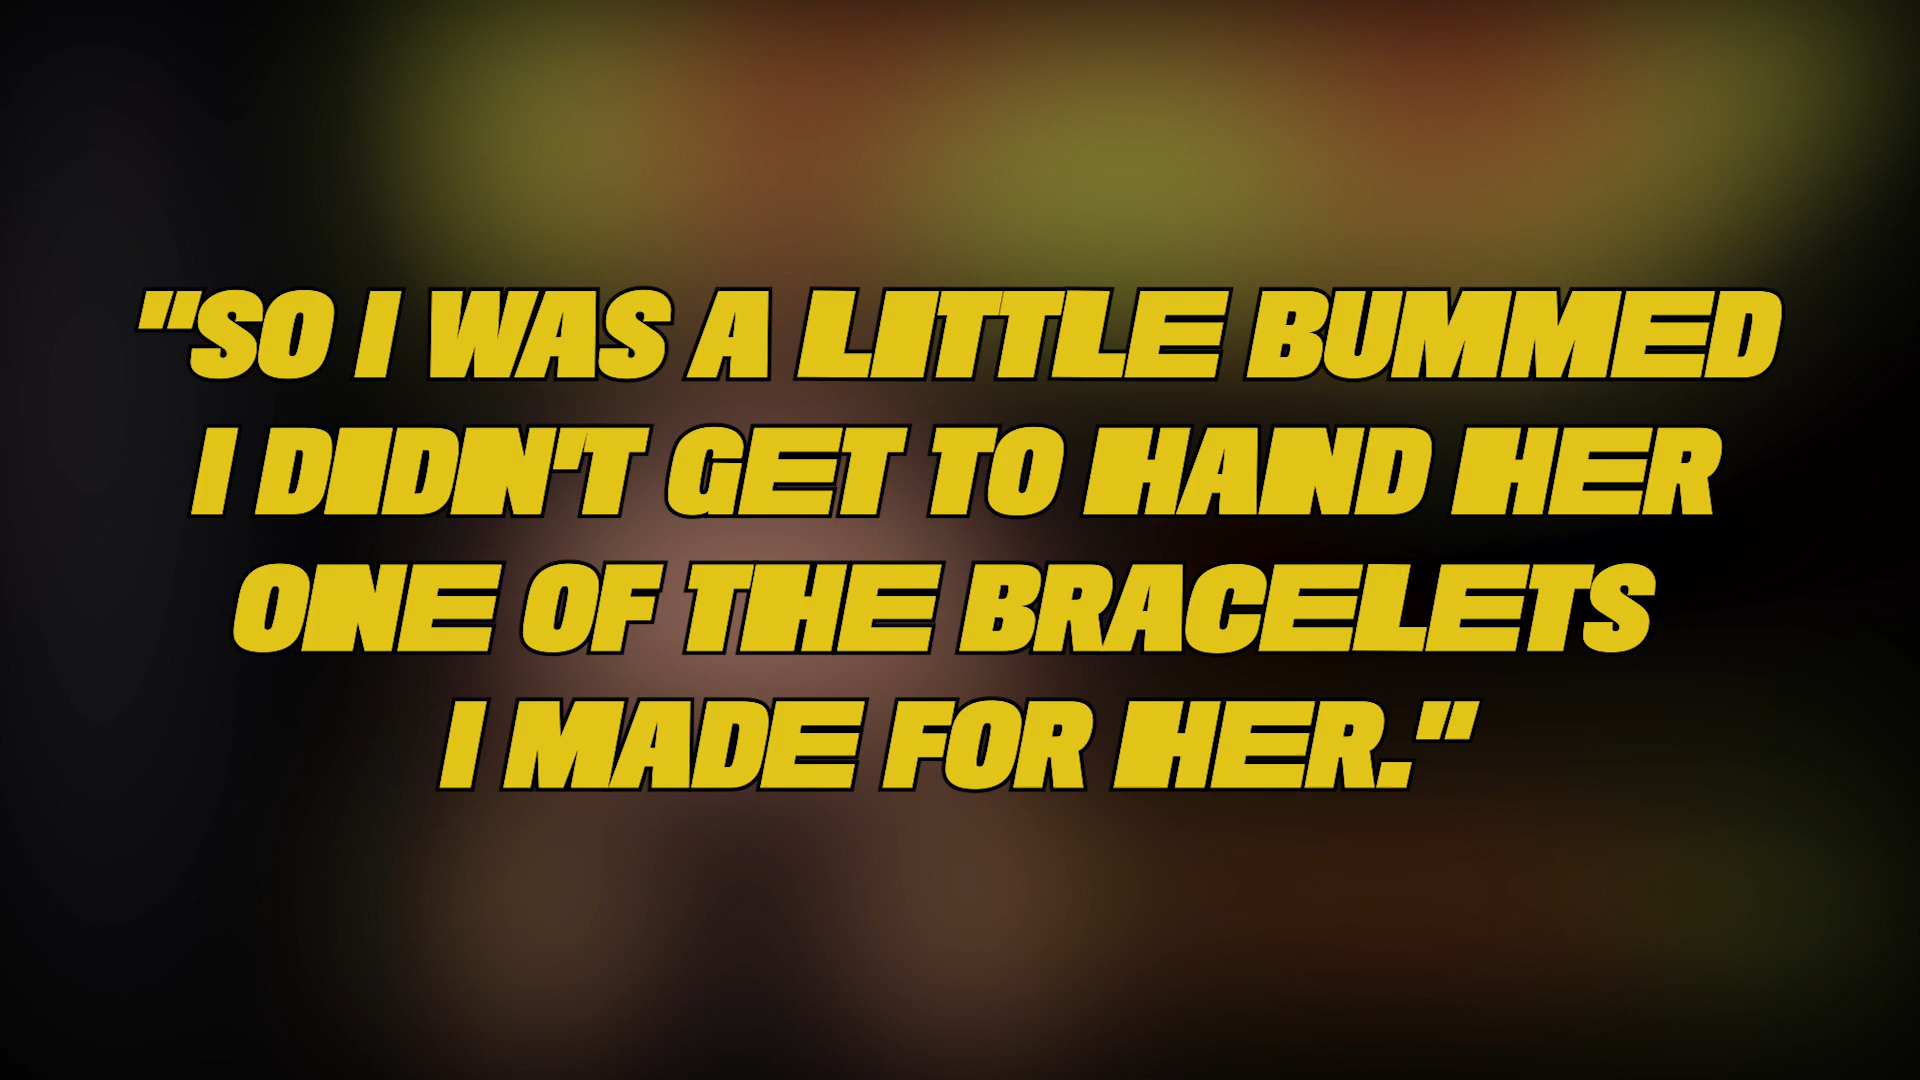 "SO I WAS A LITTLE BUMMED
I DIDN'T GET TO HAND HER
ONE OF THE BRACELETS
I MADE FOR HER."